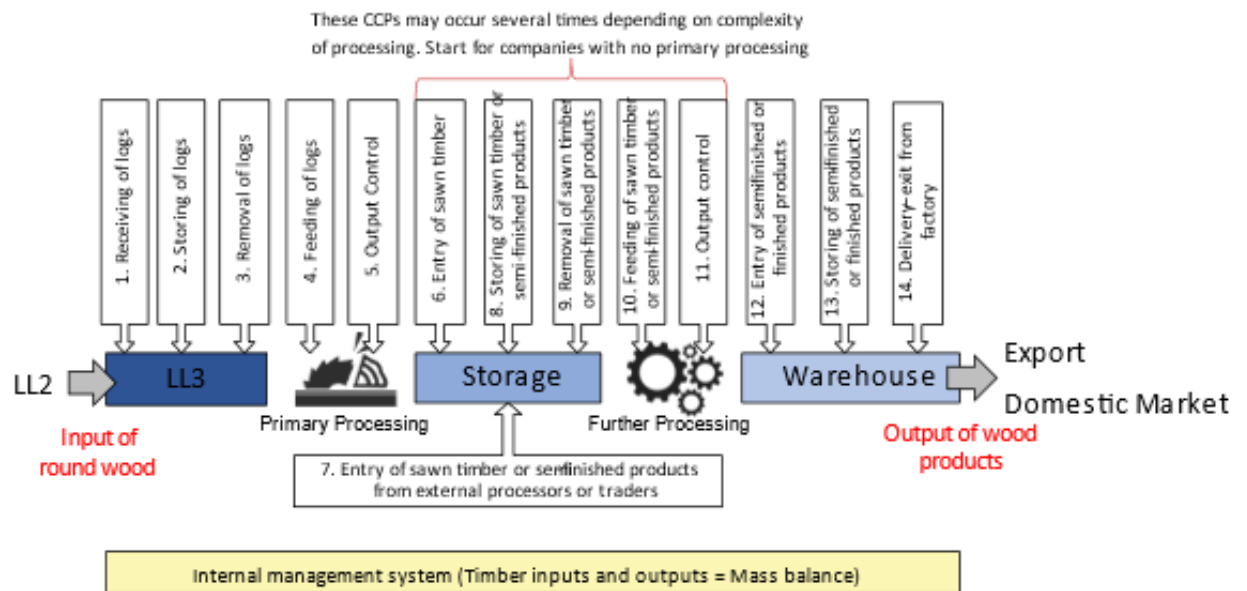 These CCPs may occur several times depending on complexity
of processing. Start for companies with no primary processing
1. Receiving of logs
2. Storing of logs
3. Removal of logs
4. Feeding of logs
5. Output Control
6. Entry of sawn timber
8. Storing of sawn timber or
semi-finished products
9. Removal of sawn timber
or semi-finished products
10. Feeding of sawn timber
or semi-finished products
11. Output control
12. Entry of semifinished or
finished products
13. Storing of semifinished
or finished products
14. Delivery-exit from
factory
LL2
LL3
Storage
Warehouse
Export
Domestic Market
Primary Processing
Further Processing
Input of
round wood
Output of wood
products
7. Entry of sawn timber or semifinished products
from external processors or traders
Internal management system (Timber inputs and outputs = Mass balance)